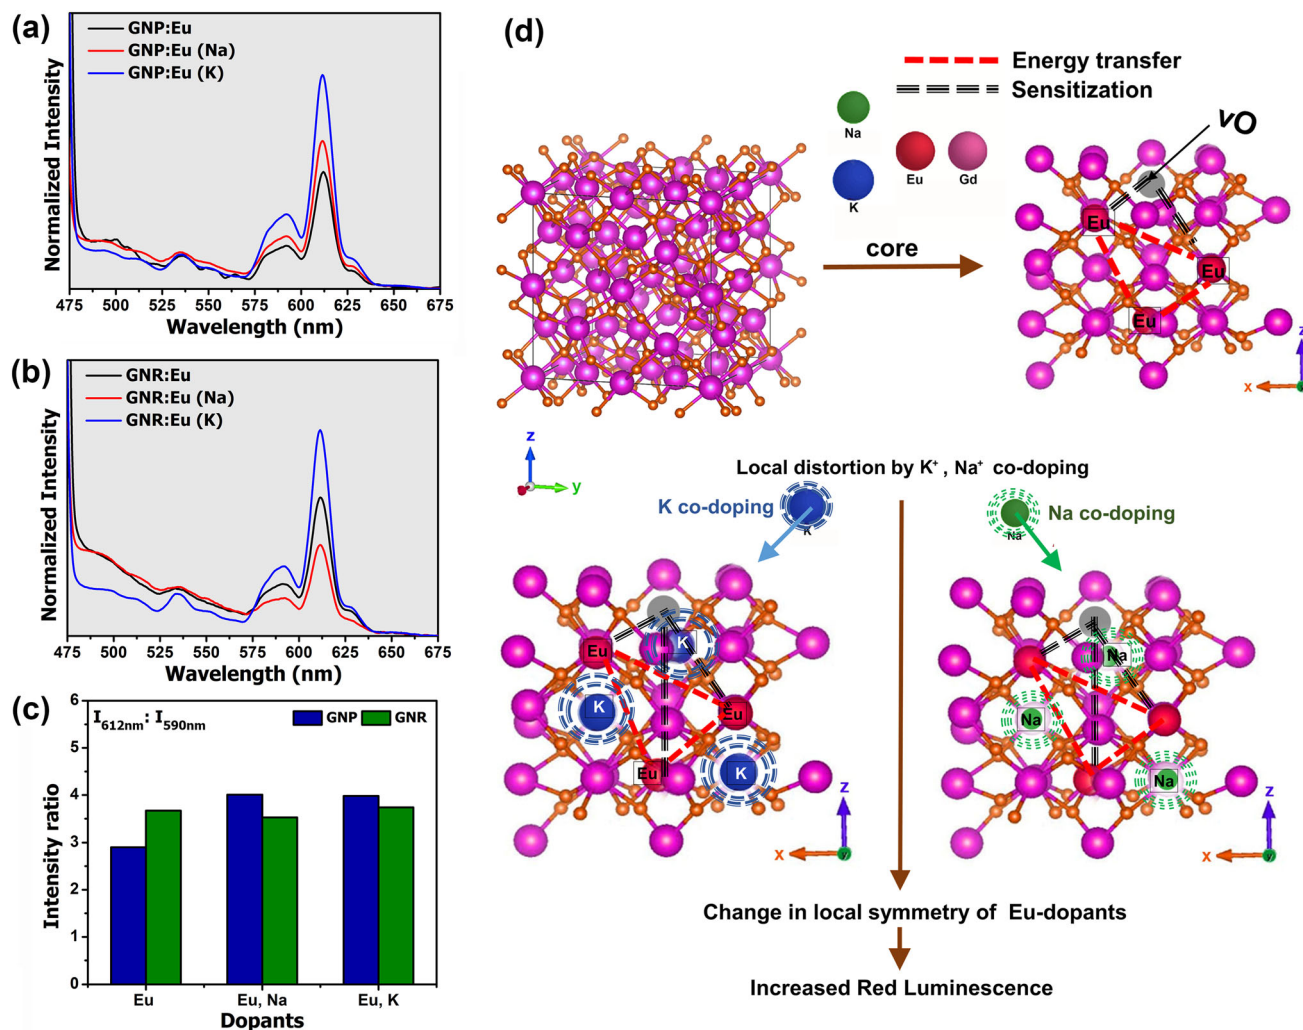 (a)
GNP:Eu
GNP:Eu (Na)
GNP:Eu (K)
Normalized Intensity
475 500 525 550 575 600 625 650 675
Wavelength (nm)
(b)
GNR:Eu
GNR:Eu (Na)
GNR:Eu (K)
Normalized Intensity
475 500 525 550 575 600 625 650 675
Wavelength (nm)
(c)
I612nm: I590nm
GNP GNR
Intensity ratio
6
5
4
3
2
1
0
Eu Eu, Na Eu, K
Dopants
(d)
Energy transfer
Sensitization
Na
K
Eu
Gd
core
vO
Eu
Eu
Eu
z
x
z
y
Local distortion by K+ , Na+ co-doping
K co-doping
K
Na co-doping
Na
K
Eu
K
Eu
Eu
K
z
x
y
Na
Na
Na
z
x
y
Change in local symmetry of Eu-dopants
Increased Red Luminescence